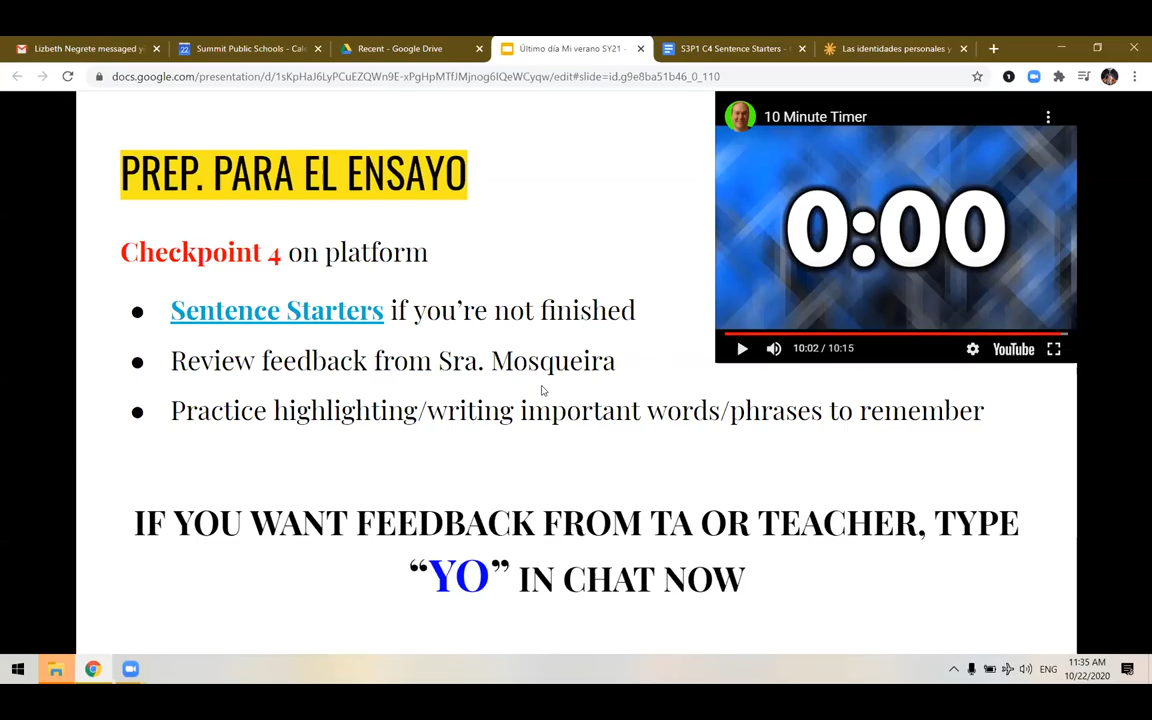 Lizbeth Negrete messaged y
Summit Public Schools - Cale
Recent - Google Drive
Último día Mi verano SY21 -
S3P1 C4 Sentence Starters -
Las identidades personales y
docs.google.com/presentation/d/1sKpHaJ6LyPCuEZQWn9E-xPgHpMTfJMjnog6IQeWCyqw/edit#slide=id.g9e8ba51b46_0_110
10 Minute Timer
0:00
10:02 / 10:15
YouTube
PREP. PARA EL ENSAYO
Checkpoint 4 on platform
● Sentence Starters if you’re not finished
● Review feedback from Sra. Mosqueira
● Practice highlighting/writing important words/phrases to remember
IF YOU WANT FEEDBACK FROM TA OR TEACHER, TYPE
“YO” IN CHAT NOW
ENG
11:35 AM
10/22/2020